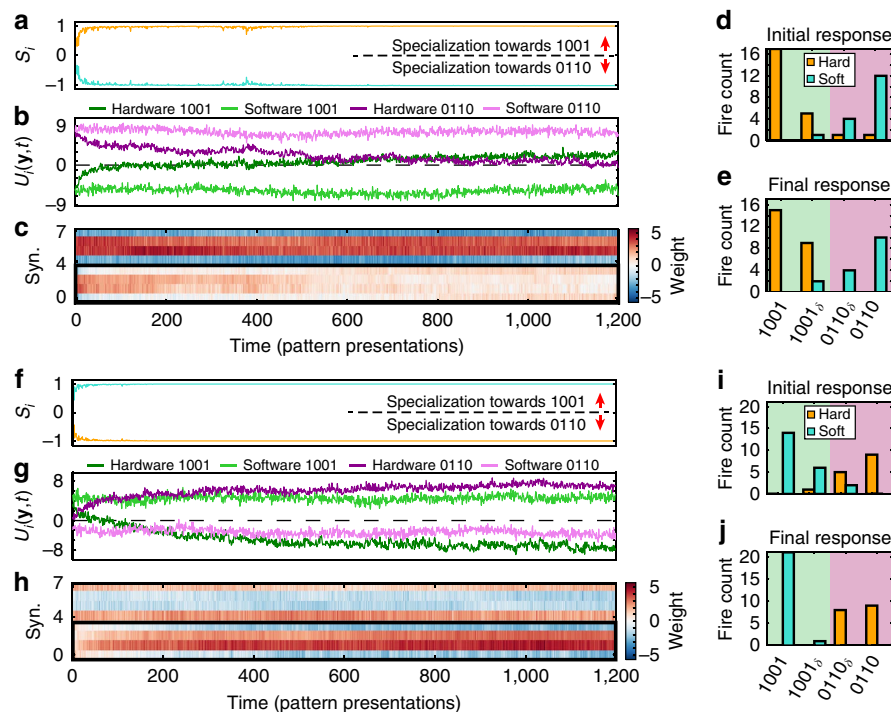 a
1
0
−1
S_i
Specialization towards 1001
Specialization towards 0110
Hardware 1001 Software 1001 Hardware 0110 Software 0110
b
9
0
−9
U_i(y,t)
c
7
4
0
Syn.
5
0
−5
Weight
0 200 400 600 800 1,000 1,200
Time (pattern presentations)
d
Initial response
16
12
8
4
0
Fire count
Hard
Soft
e
Final response
16
12
8
4
0
Fire count
1001 1001δ 0110δ 0110
f
1
0
−1
S_i
Specialization towards 1001
Specialization towards 0110
g
Hardware 1001 Software 1001 Hardware 0110 Software 0110
8
0
−8
U_i(y,t)
h
7
4
0
Syn.
5
0
−5
Weight
0 200 400 600 800 1,000 1,200
Time (pattern presentations)
i
Initial response
20
15
10
5
0
Fire count
Hard
Soft
j
Final response
20
15
10
5
0
Fire count
1001 1001δ 0110δ 0110